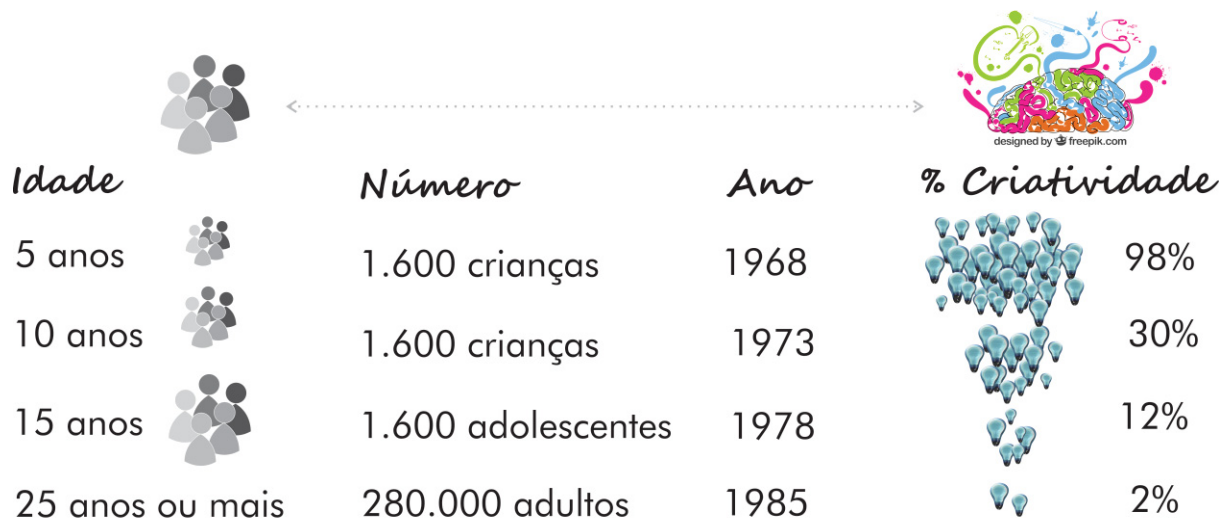 designed by freepik.com
Idade Número Ano % Criatividade
5 anos 1.600 crianças 1968 98%
10 anos 1.600 crianças 1973 30%
15 anos 1.600 adolescentes 1978 12%
25 anos ou mais 280.000 adultos 1985 2%